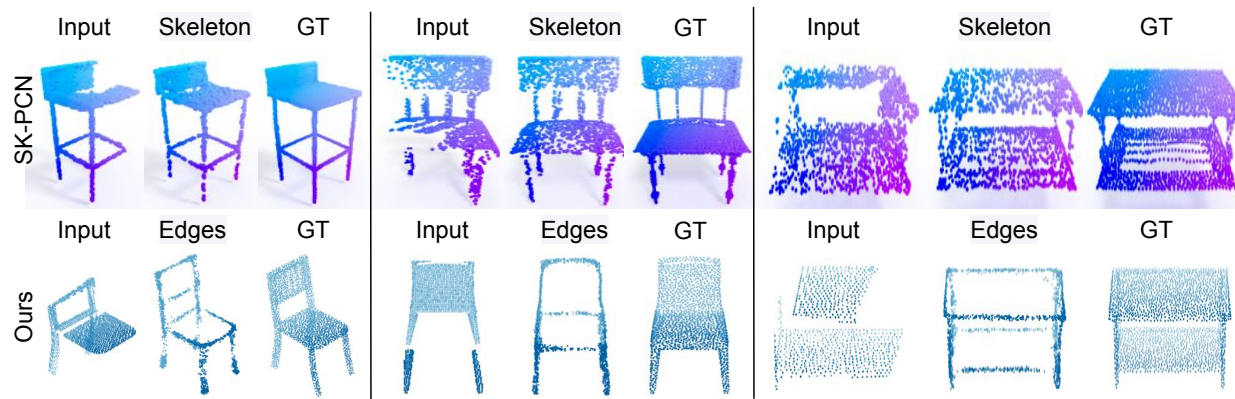 Input Skeleton GT Input Skeleton GT Input Skeleton GT
SK-PCN
Input Edges GT Input Edges GT Input Edges GT
Ours